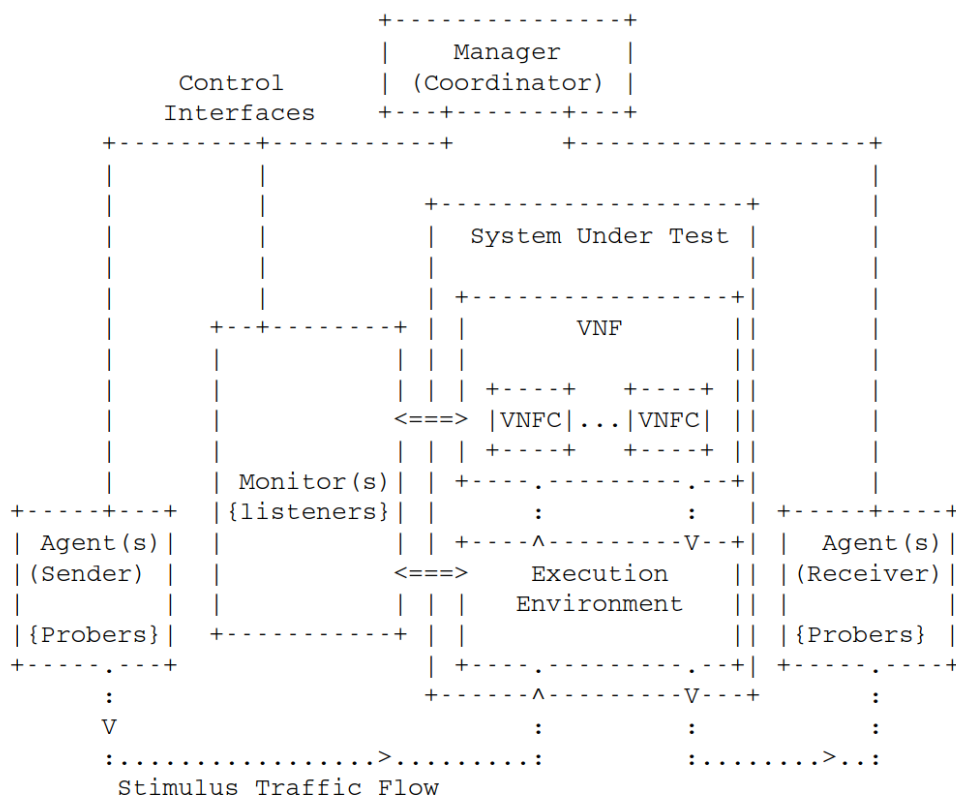 Manager
(Coordinator)
Control
Interfaces
System Under Test
VNF
VNFC ... VNFC
Monitor(s)
{listeners}
Agent(s)
(Sender)
{Probers}
Execution
Environment
Agent(s)
(Receiver)
{Probers}
Stimulus Traffic Flow